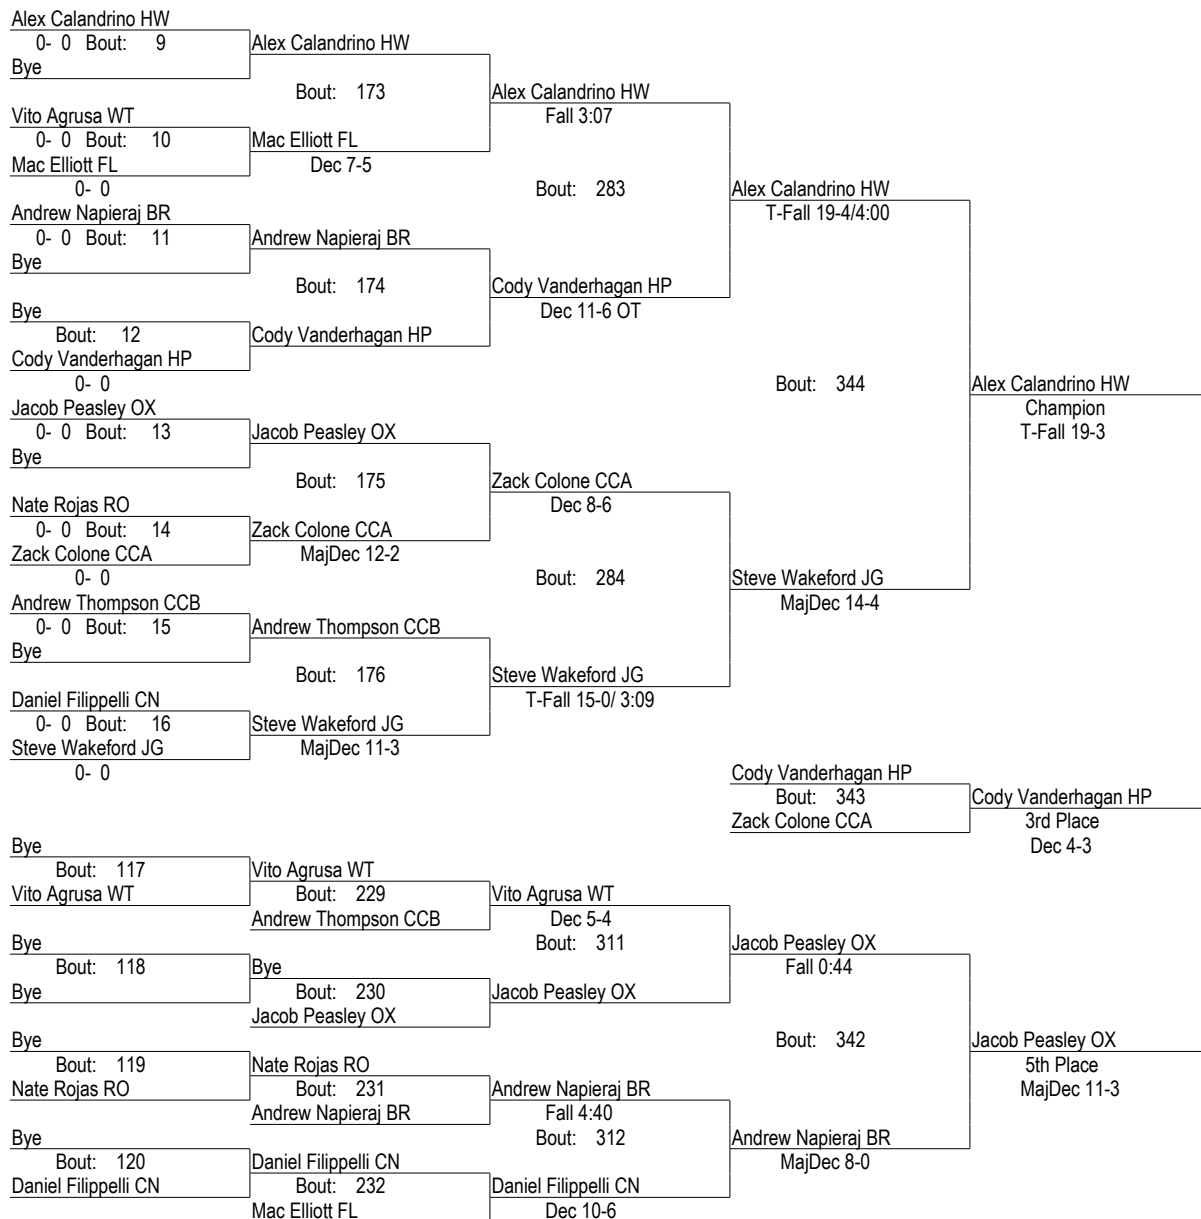 Alex Calandrino HW
0- 0 Bout: 9 Alex Calandrino HW
Bye
Bout: 173 Alex Calandrino HW
Vito Agrusa WT Fall 3:07
0- 0 Bout: 10 Mac Elliott FL
Mac Elliott FL Dec 7-5
0- 0 Bout: 283 Alex Calandrino HW
Andrew Napieraj BR T-Fall 19-4/4:00
0- 0 Bout: 11 Andrew Napieraj BR
Bye
Bout: 174 Cody Vanderhagan HP
Bye Dec 11-6 OT
Bout: 12 Cody Vanderhagan HP
Cody Vanderhagan HP
0- 0 Bout: 344 Alex Calandrino HW
Jacob Peasley OX Champion
0- 0 Bout: 13 Jacob Peasley OX T-Fall 19-3
Bye
Bout: 175 Zack Colone CCA
Nate Rojas RO Dec 8-6
0- 0 Bout: 14 Zack Colone CCA
Zack Colone CCA MajDec 12-2
0- 0 Bout: 284 Steve Wakeford JG
Andrew Thompson CCB MajDec 14-4
0- 0 Bout: 15 Andrew Thompson CCB
Bye
Bout: 176 Steve Wakeford JG
Daniel Filippelli CN T-Fall 15-0/ 3:09
0- 0 Bout: 16 Steve Wakeford JG
Steve Wakeford JG MajDec 11-3
0- 0 Cody Vanderhagan HP
Bout: 343 Cody Vanderhagan HP
Zack Colone CCA 3rd Place
Bye Dec 4-3
Bout: 117 Vito Agrusa WT
Vito Agrusa WT Bout: 229 Vito Agrusa WT
Andrew Thompson CCB Dec 5-4
Bye Bout: 311 Jacob Peasley OX
Bout: 118 Bye Fall 0:44
Bye Bout: 230 Jacob Peasley OX
Jacob Peasley OX
Bye Bout: 342 Jacob Peasley OX
Bout: 119 Nate Rojas RO 5th Place
Nate Rojas RO Bout: 231 Andrew Napieraj BR MajDec 11-3
Andrew Napieraj BR Fall 4:40
Bye Bout: 312 Andrew Napieraj BR
Bout: 120 Daniel Filippelli CN MajDec 8-0
Daniel Filippelli CN Bout: 232 Daniel Filippelli CN
Mac Elliott FL Dec 10-6